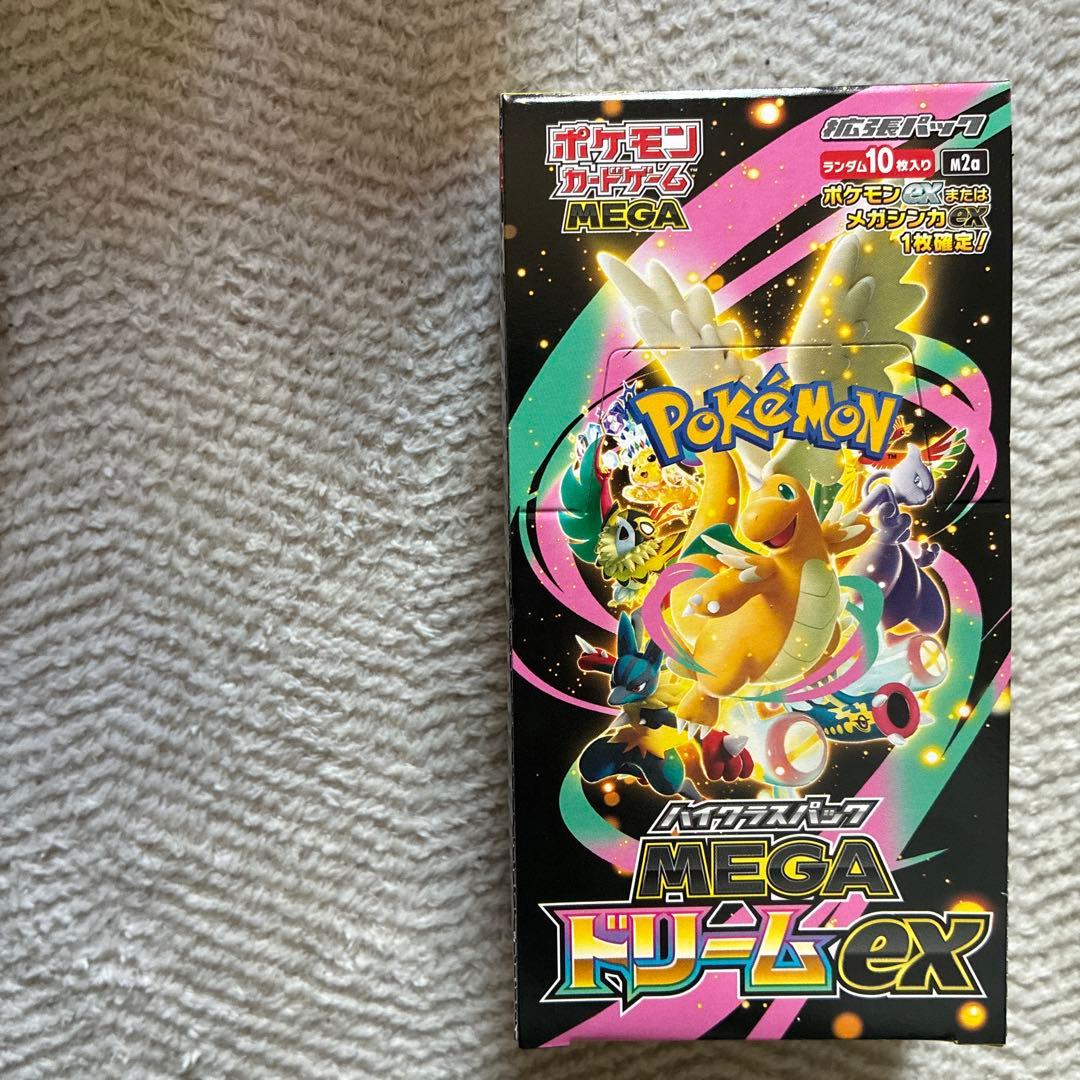 ポケモン
カードゲーム™
MEGA
拡張パック
ランダム10枚入り
m2a
ポケモンexまたは
メガシンカex
1枚確定!
POKéMON™
ハイクラスパック
MEGA
ドリームex